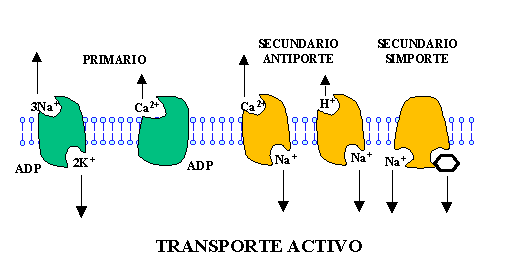 PRIMARIO
SECUNDARIO
ANTIPORTE
SECUNDARIO
SIMPORTE
3Na⁺
Ca²⁺
Ca²⁺
H⁺
ADP
2K⁺
ADP
Na⁺
Na⁺
Na⁺
TRANSPORTE ACTIVO